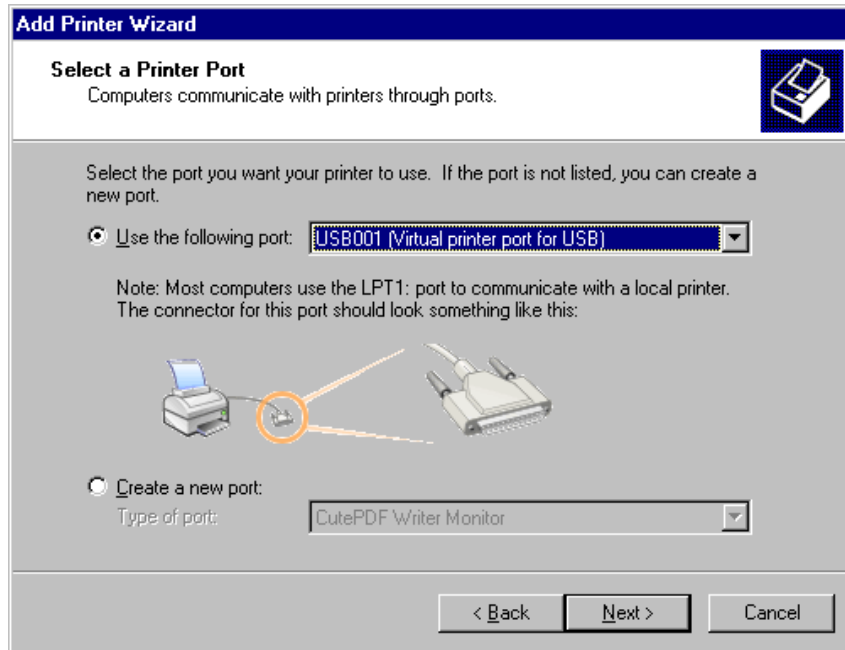 Add Printer Wizard
Select a Printer Port
Computers communicate with printers through ports.
Select the port you want your printer to use.  If the port is not listed, you can create a
new port.
Use the following port: USB001 (Virtual printer port for USB)
Note: Most computers use the LPT1: port to communicate with a local printer.
The connector for this port should look something like this:
Create a new port:
Type of port: CutePDF Writer Monitor
< Back Next > Cancel